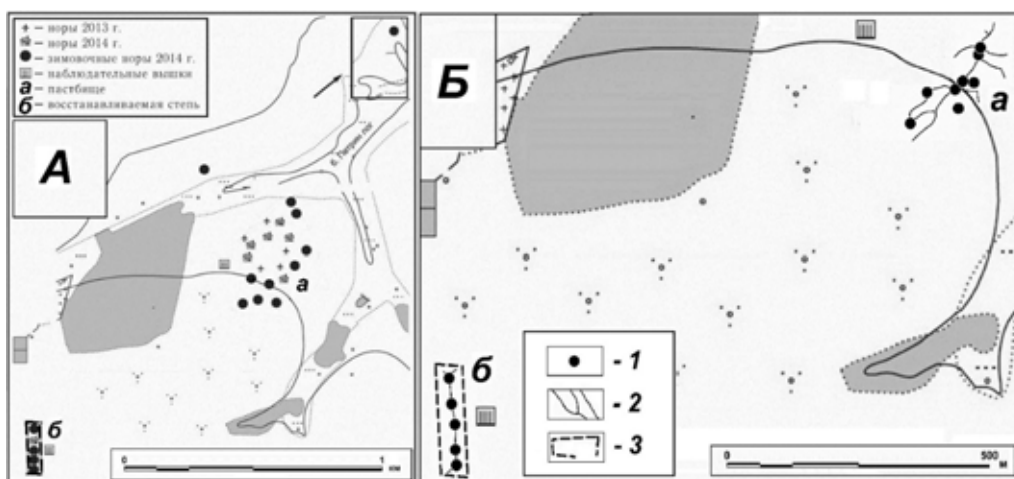 – норы 2013 г.
– норы 2014 г.
– зимовочные норы 2014 г.
– наблюдательные вышки
а – пастбище
б – восстанавливаемая степь
А
а
б
0 1
км
Б
а
б
- 1
- 2
- 3
0 500
м